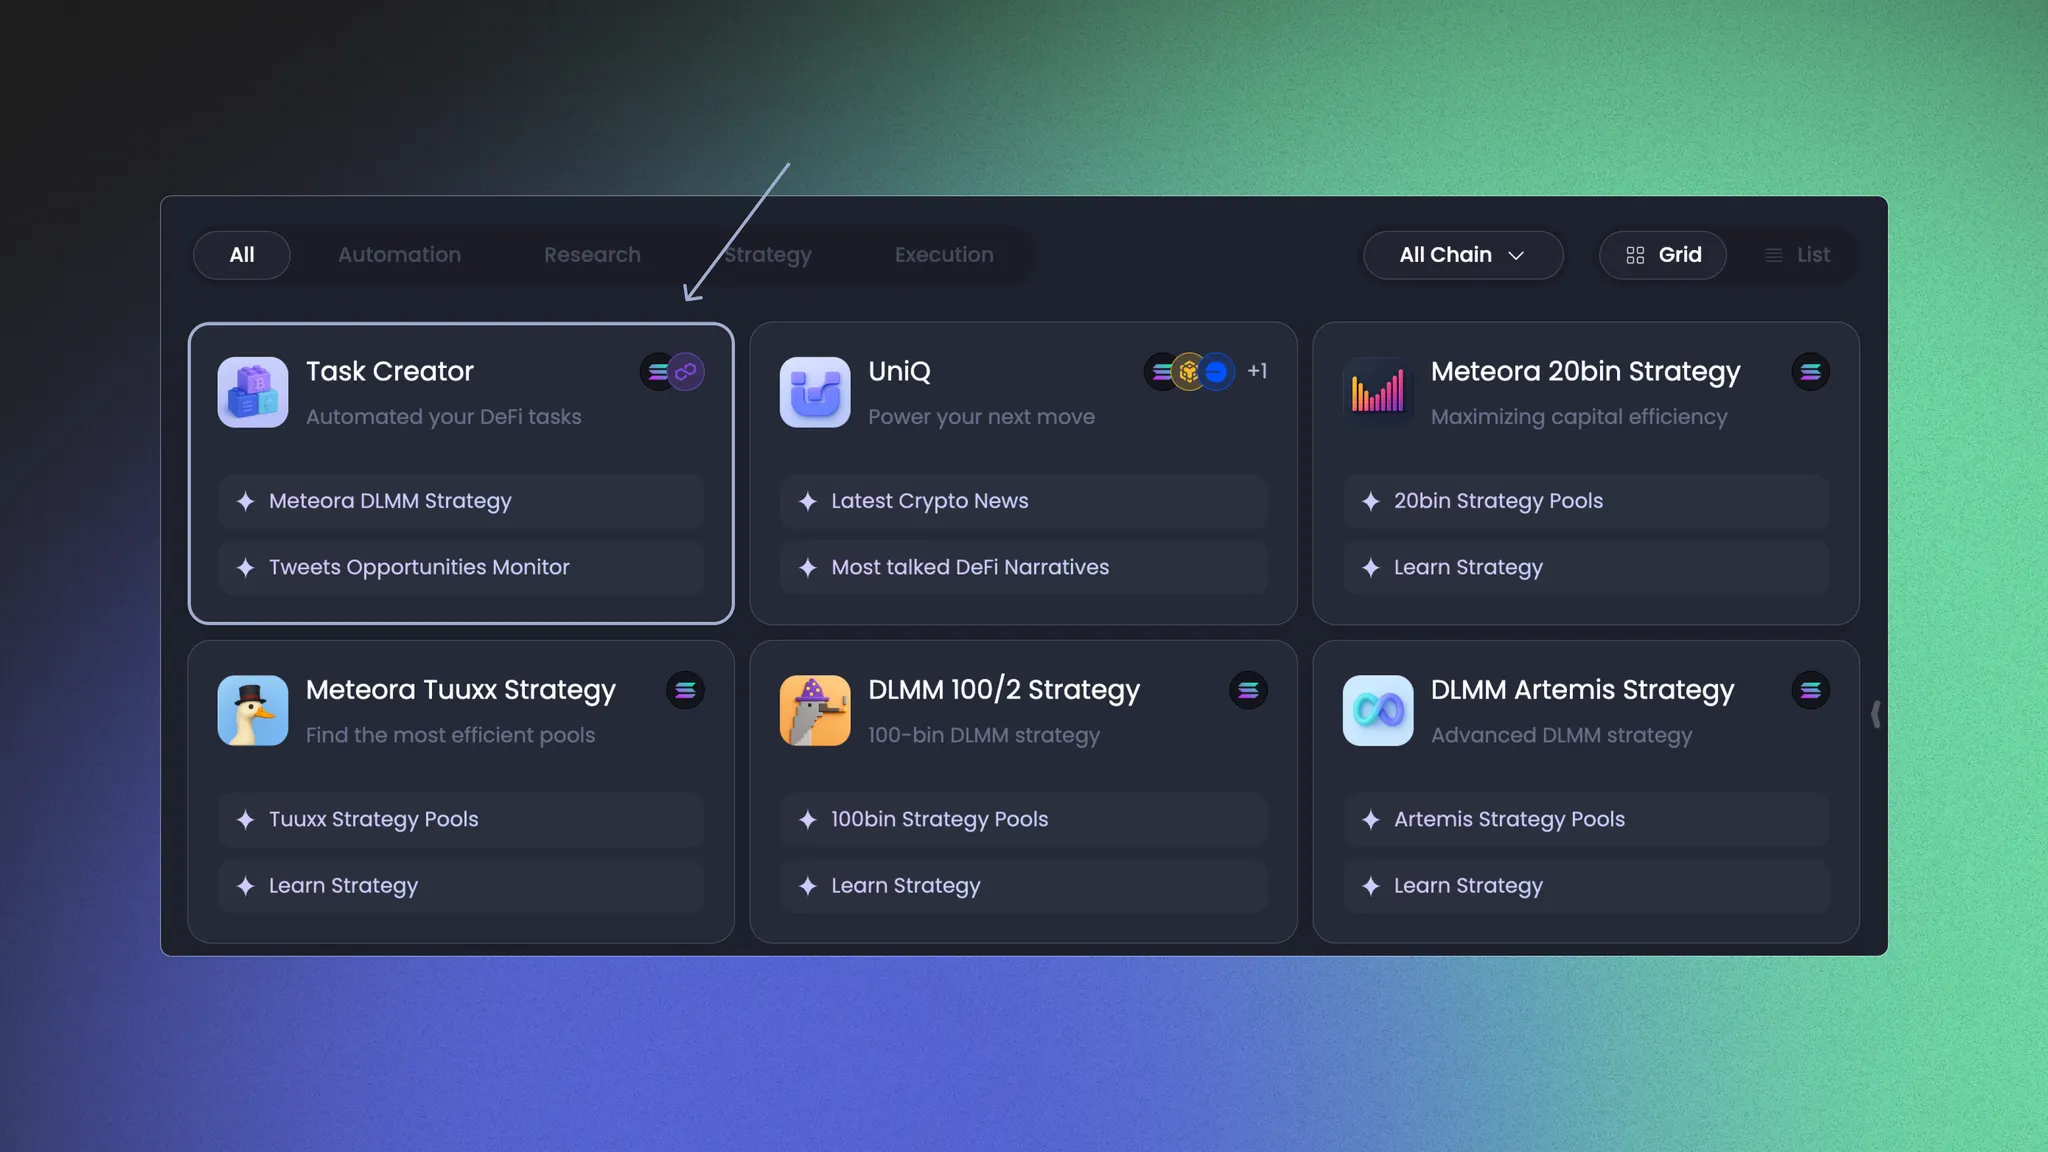 All Automation Research Strategy Execution All Chain Grid List
Task Creator
Automated your DeFi tasks
Meteora DLMM Strategy
Tweets Opportunities Monitor
UniQ +1
Power your next move
Latest Crypto News
Most talked DeFi Narratives
Meteora 20bin Strategy
Maximizing capital efficiency
20bin Strategy Pools
Learn Strategy
Meteora Tuuxx Strategy
Find the most efficient pools
Tuuxx Strategy Pools
Learn Strategy
DLMM 100/2 Strategy
100-bin DLMM strategy
100bin Strategy Pools
Learn Strategy
DLMM Artemis Strategy
Advanced DLMM strategy
Artemis Strategy Pools
Learn Strategy